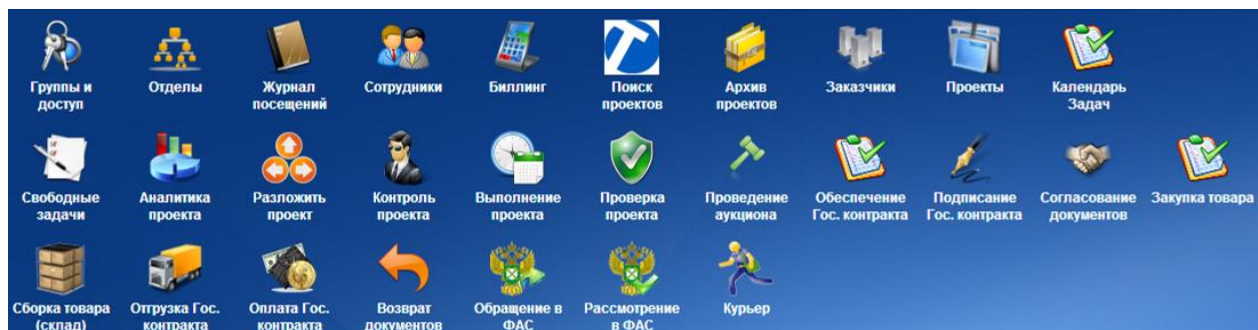 Группы и доступ
Отделы
Журнал посещений
Сотрудники
Биллинг
Поиск проектов
Архив проектов
Заказчики
Проекты
Календарь Задач
Свободные задачи
Аналитика проекта
Разложить проект
Контроль проекта
Выполнение проекта
Проверка проекта
Проведение аукциона
Обеспечение Гос. контракта
Подписание Гос. контракта
Согласование документов
Закупка товара
Сборка товара (склад)
Отгрузка Гос. контракта
Оплата Гос. контракта
Возврат документов
Обращение в ФАС
Рассмотрение в ФАС
Курьер